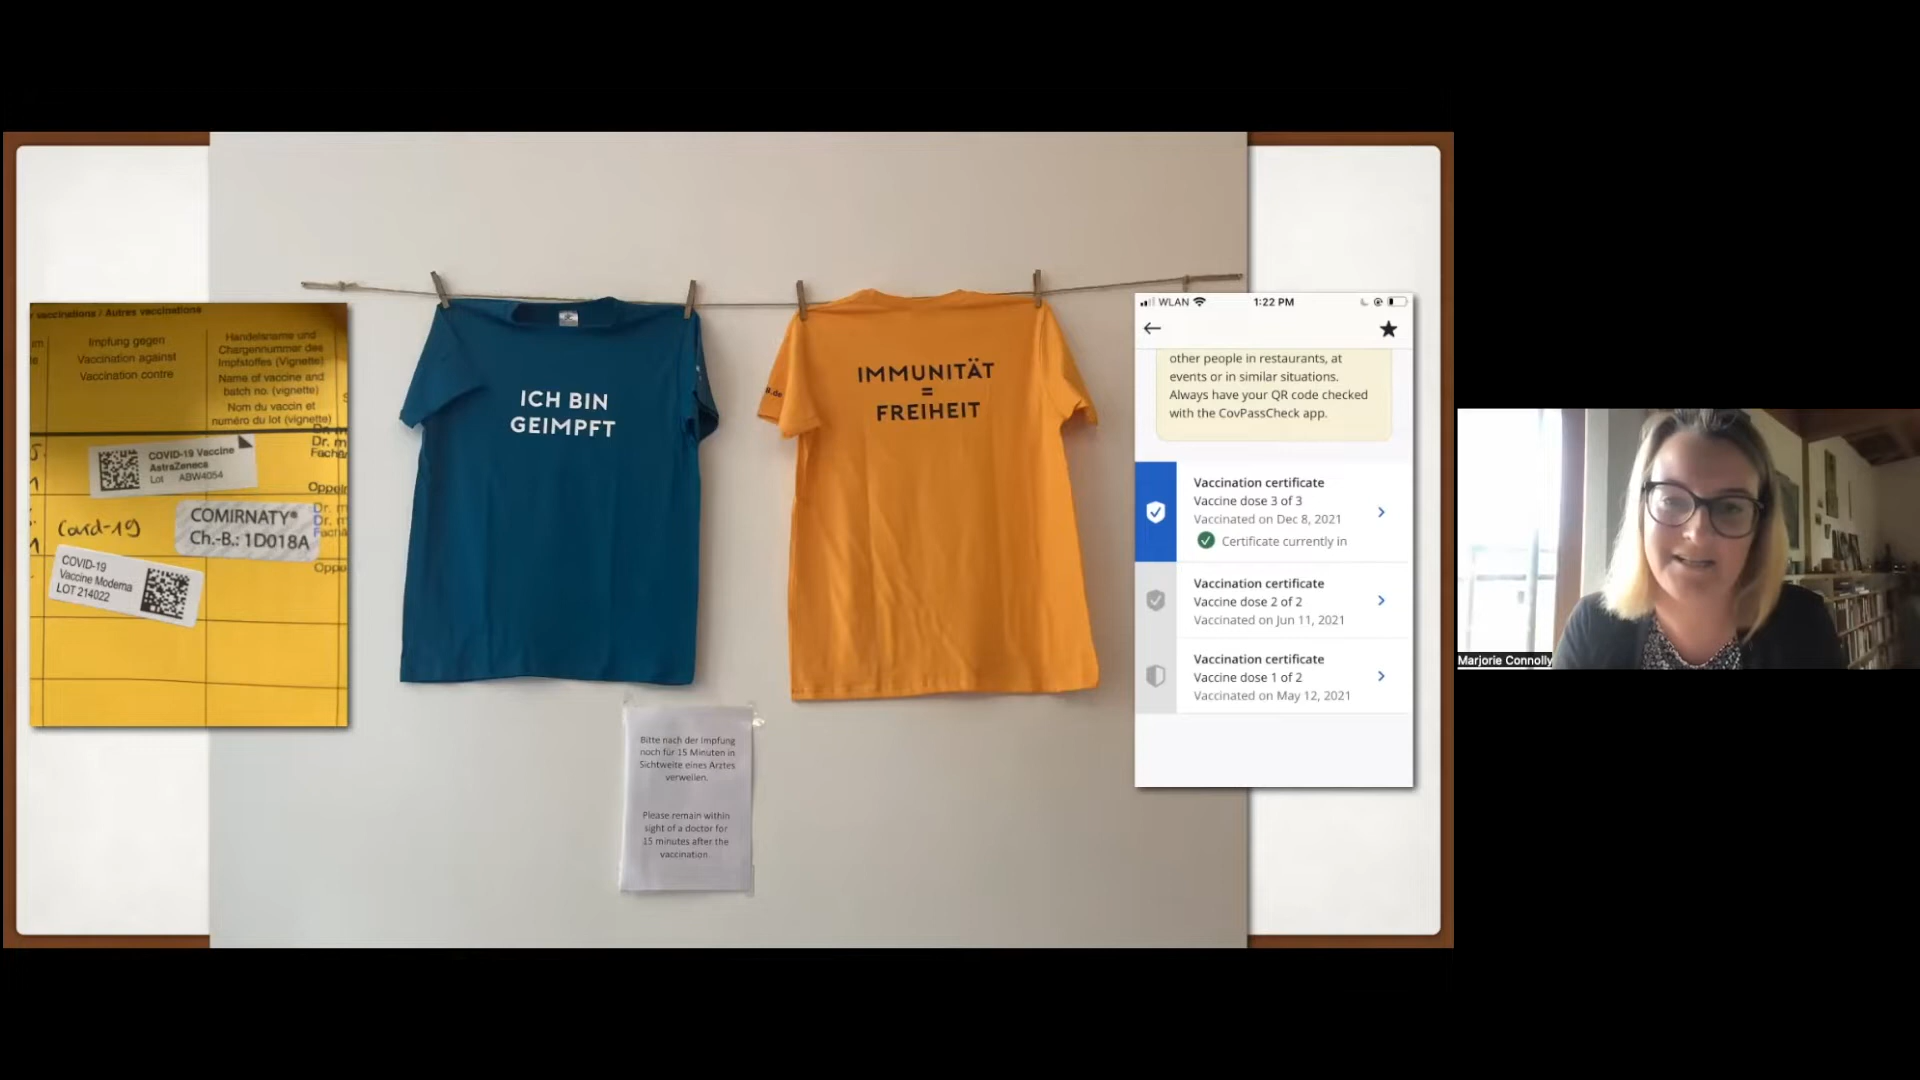 r vaccinations / Autres vaccinations
Impfung gegen
Vaccination against
Vaccination contre
Handelsname und
Chargennummer des
Impfstoffes (Vignette)
Name of vaccine and
batch no. (vignette)
Nom du vaccin et
numéro du lot (vignette)
COVID-19 Vaccine
AstraZeneca
Lot ABW4054
Dr. m
Covid-19
COMIRNATY®
Ch.-B.: 1D018A
Dr. m
COVID-19
Vaccine Moderna
LOT 214022
ICH BIN
GEIMPFT
IMMUNITÄT
=
FREIHEIT
Bitte nach der Impfung
noch für 15 Minuten in
Sichtweite eines Arztes
verweilen.
Please remain within
sight of a doctor for
15 minutes after the
vaccination.
WLAN
1:22 PM
other people in restaurants, at
events or in similar situations.
Always have your QR code checked
with the CovPassCheck app.
Vaccination certificate
Vaccine dose 3 of 3
Vaccinated on Dec 8, 2021
Certificate currently in
Vaccination certificate
Vaccine dose 2 of 2
Vaccinated on Jun 11, 2021
Vaccination certificate
Vaccine dose 1 of 2
Vaccinated on May 12, 2021
Marjorie Connolly